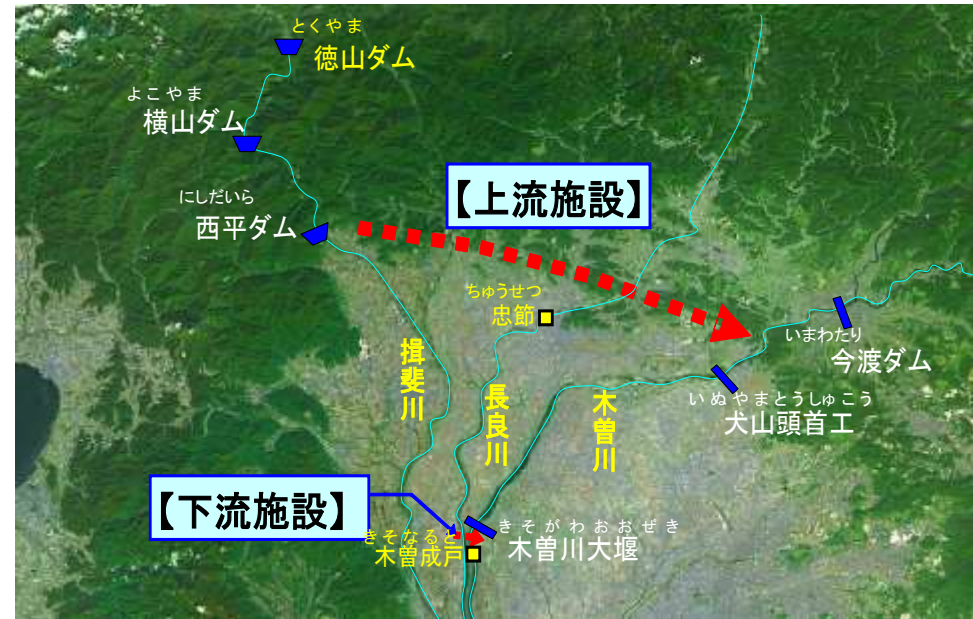 とくやま
徳山ダム
よこやま
横山ダム
にしだいら
西平ダム
【上流施設】
ちゅうせつ
忠節
いまわたり
今渡ダム
揖斐川
長良川
木曽川
いぬやまとうしゅこう
犬山頭首工
【下流施設】
きそなると
木曽成戸
きそがわおおぜき
木曽川大堰